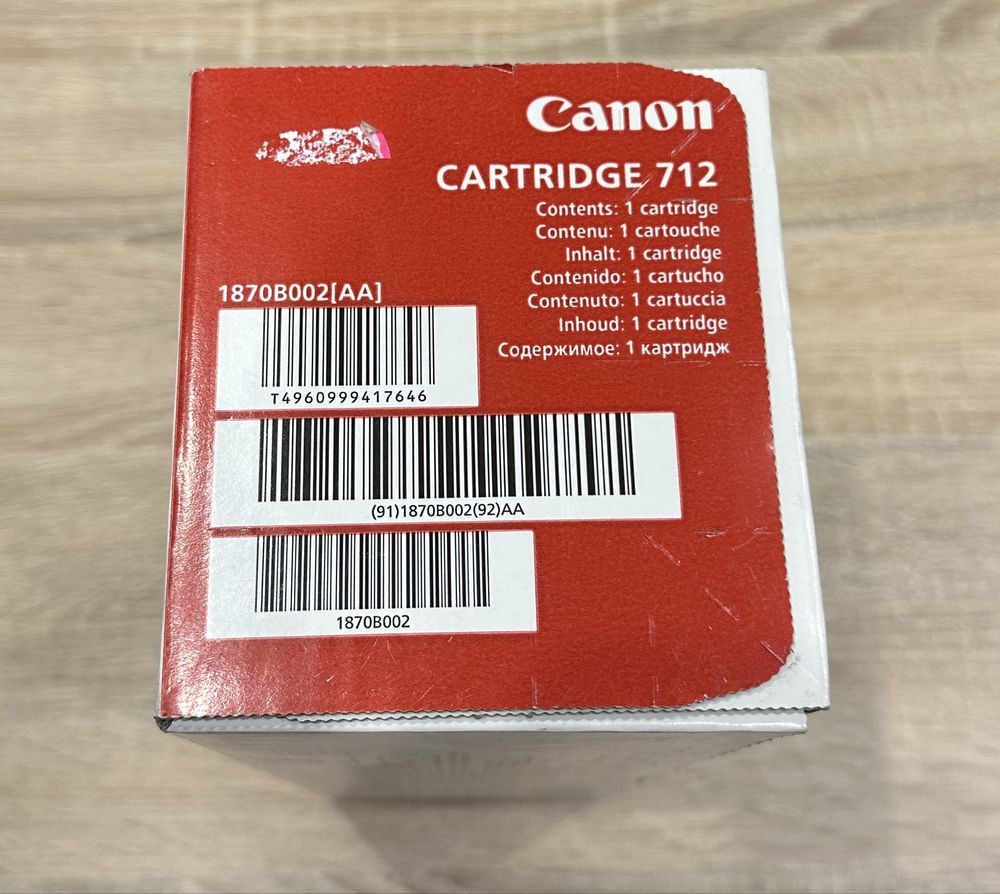 Canon
CARTRIDGE 712
Contents: 1 cartridge
Contenu: 1 cartouche
Inhalt: 1 cartridge
Contenido: 1 cartucho
Contenuto: 1 cartuccia
Inhoud: 1 cartridge
Содержимое: 1 картридж
1870B002[AA]
T4960999417646
(91)1870B002(92)AA
1870B002